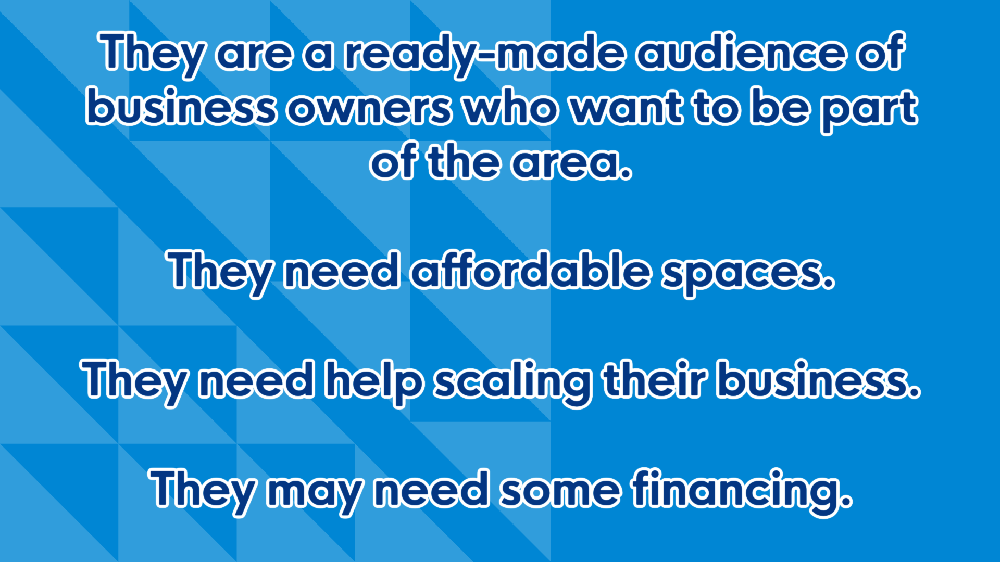 They are a ready-made audience of
business owners who want to be part
of the area.
They need affordable spaces.
They need help scaling their business.
They may need some financing.